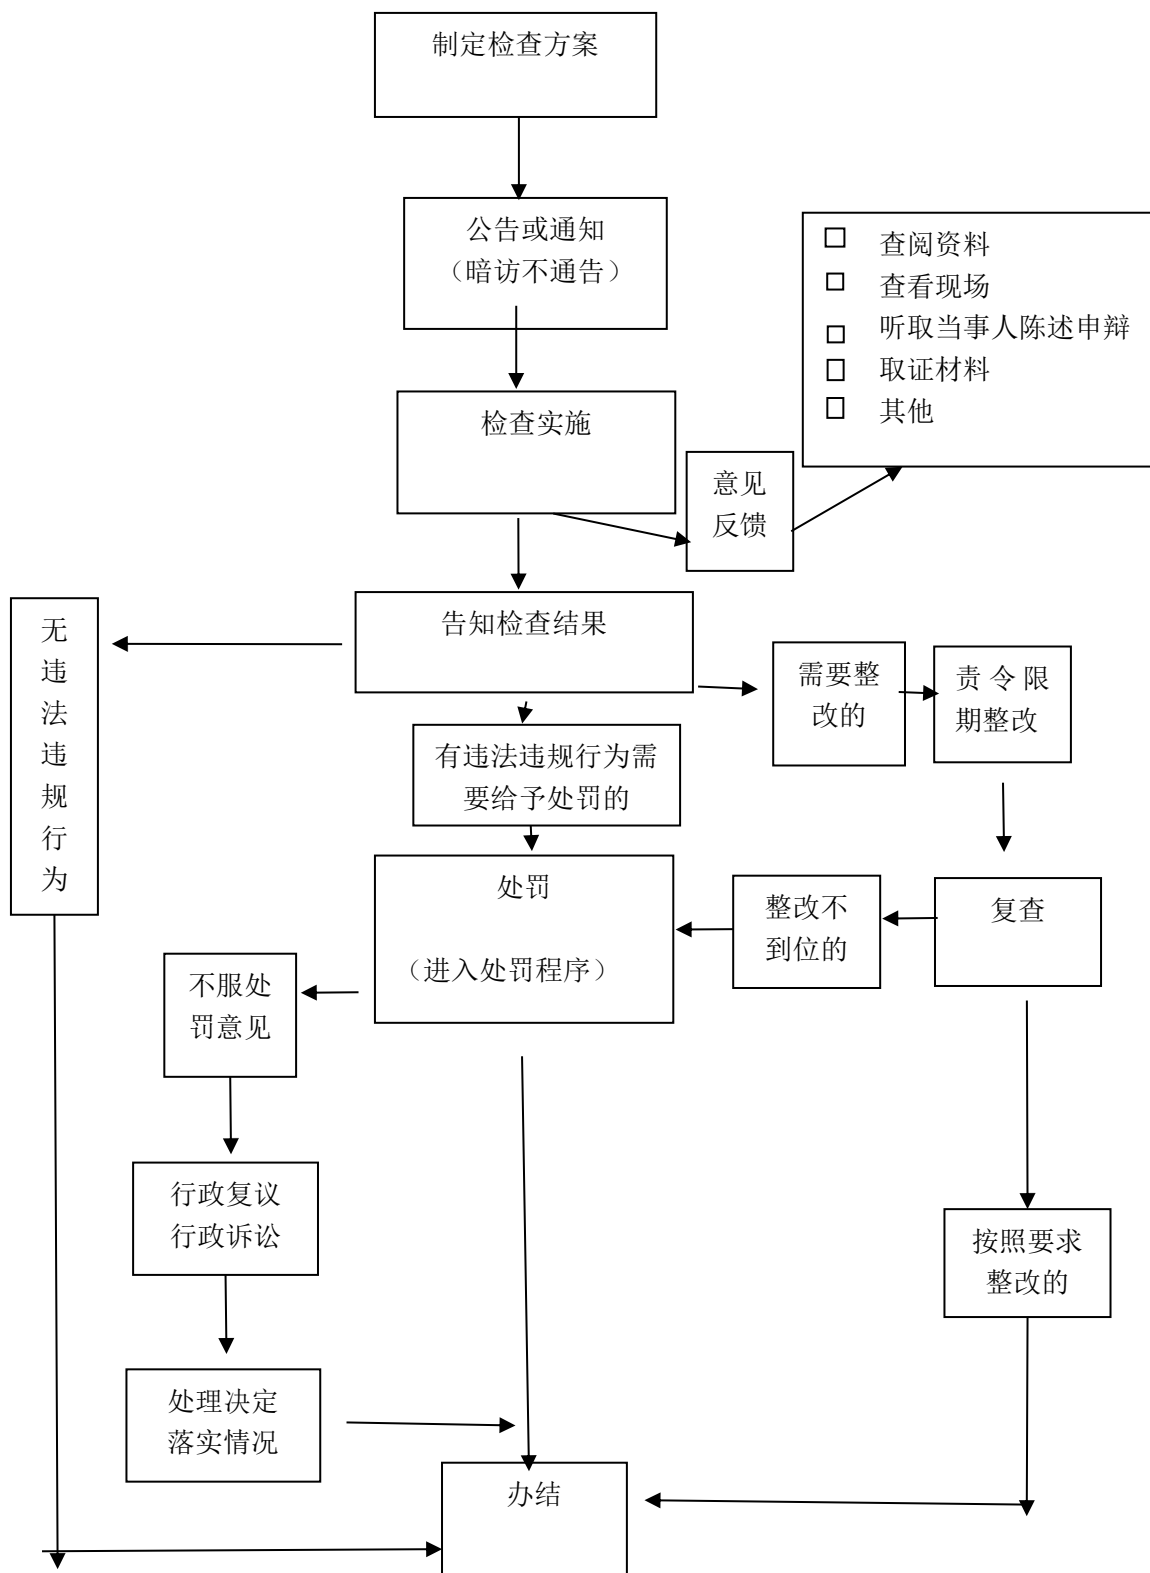 制定检查方案
公告或通知
（暗访不通告）
查阅资料
查看现场
听取当事人陈述申辩
取证材料
其他
检查实施
意见
反馈
告知检查结果
无
违
法
违
规
行
为
需要整
改的
责令限
期整改
有违法违规行为需
要给予处罚的
处罚
（进入处罚程序）
整改不
到位的
复查
不服处
罚意见
行政复议
行政诉讼
按照要求
整改的
处理决定
落实情况
办结